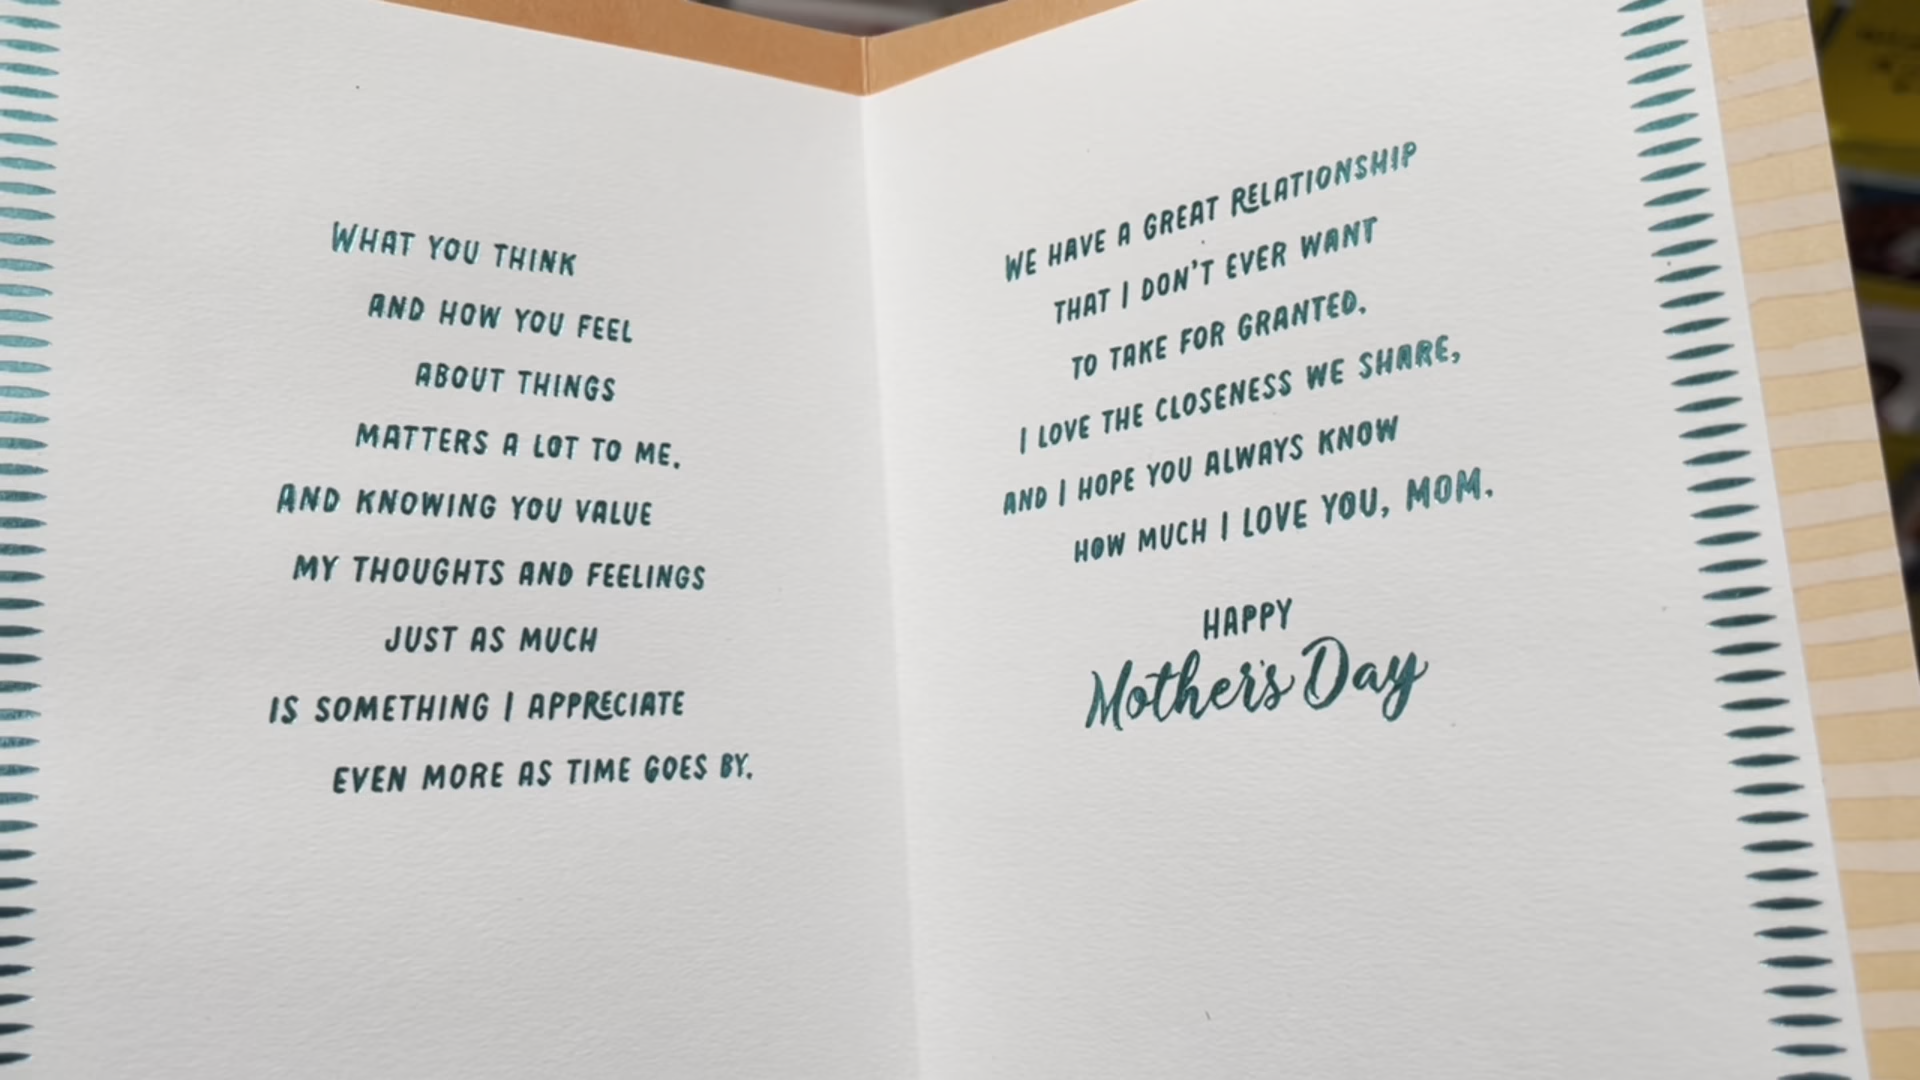 WHAT YOU THINK
AND HOW YOU FEEL
ABOUT THINGS
MATTERS A LOT TO ME.
AND KNOWING YOU VALUE
MY THOUGHTS AND FEELINGS
JUST AS MUCH
IS SOMETHING I APPRECIATE
EVEN MORE AS TIME GOES BY.
WE HAVE A GREAT RELATIONSHIP
THAT I DON'T EVER WANT
TO TAKE FOR GRANTED.
I LOVE THE CLOSENESS WE SHARE,
AND I HOPE YOU ALWAYS KNOW
HOW MUCH I LOVE YOU, MOM.
HAPPY
Mother's Day